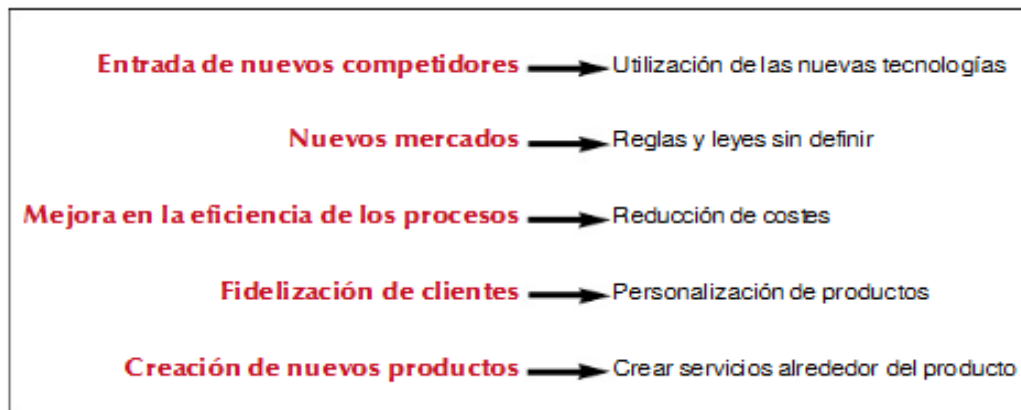 Entrada de nuevos competidores Utilización de las nuevas tecnologías
Nuevos mercados Reglas y leyes sin definir
Mejora en la eficiencia de los procesos Reducción de costes
Fidelización de clientes Personalización de productos
Creación de nuevos productos Crear servicios alrededor del producto